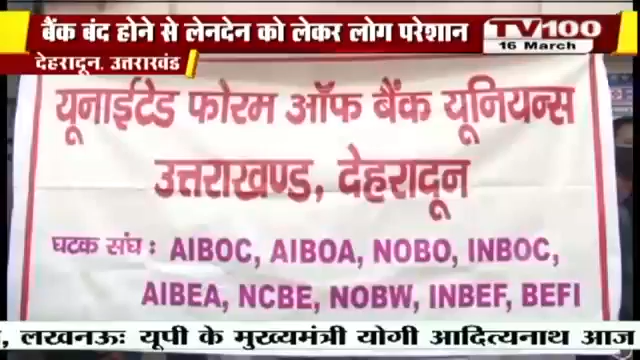 बैंक बंद होने से लेनदेन को लेकर लोग परेशान
TV100
16 March
देहरादून, उत्तराखंड
यूनाईटेड फोरम ऑफ बैंक यूनियन्स
उत्तराखण्ड, देहरादून
घटक संघ : AIBOC, AIBOA, NOBO, INBOC,
AIBEA, NCBE, NOBW, INBEF, BEFI
, लखनऊः यूपी के मुख्यमंत्री योगी आदित्यनाथ आज